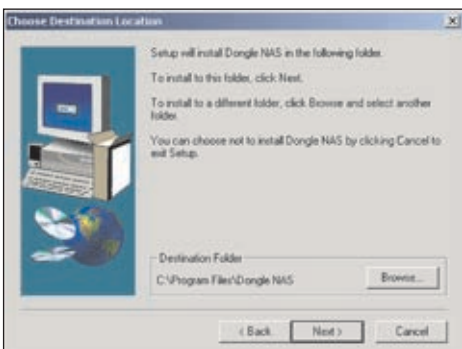 Choose Destination Location
Setup will install Dongle NAS in the following folder.
To install to this folder, click Next.
To install to a different folder, click Browse and select another
folder.
You can choose not to install Dongle NAS by clicking Cancel to
exit Setup.
Destination Folder
C:\Program Files\Dongle NAS
Browse...
< Back
Next >
Cancel